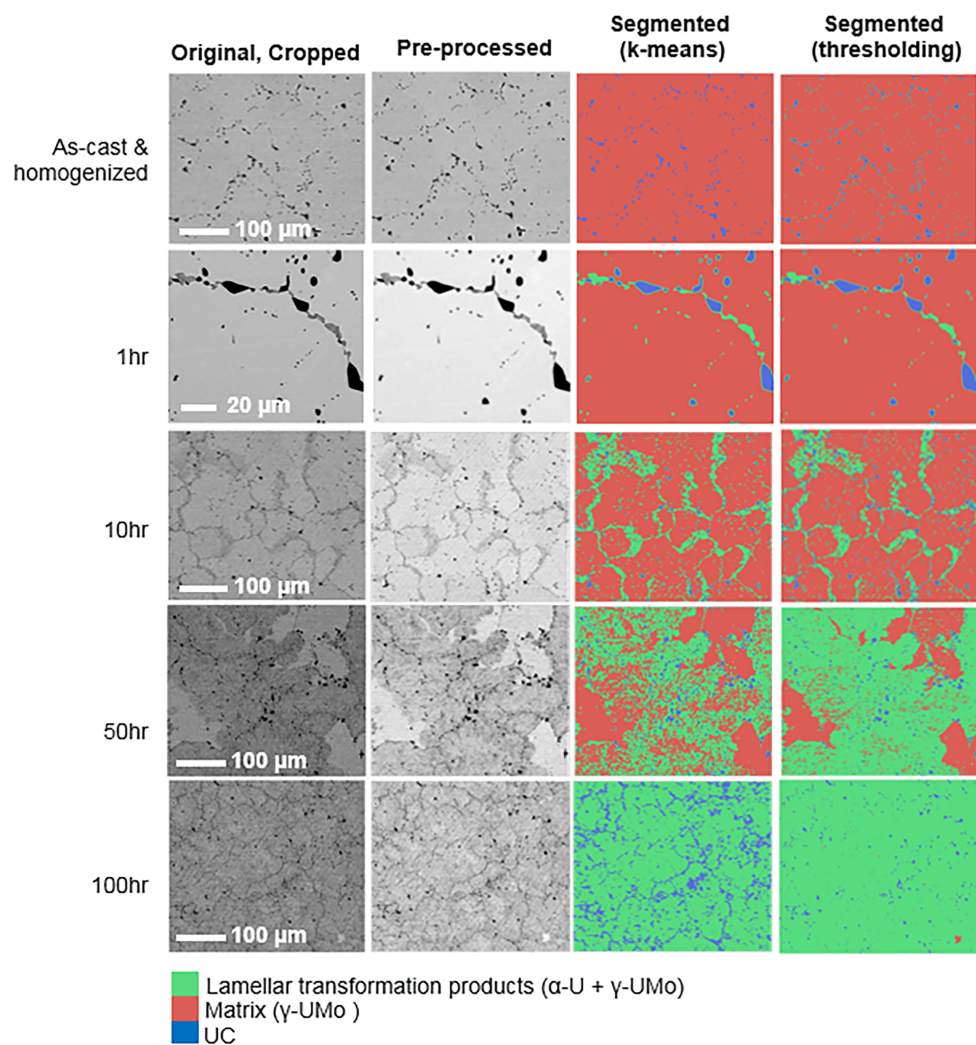 Original, Cropped
Pre-processed
Segmented
(k-means)
Segmented
(thresholding)
As-cast &
homogenized
100 µm
1hr
20 µm
10hr
100 µm
50hr
100 µm
100hr
100 µm
Lamellar transformation products (α-U + γ-UMo)
Matrix (γ-UMo )
UC